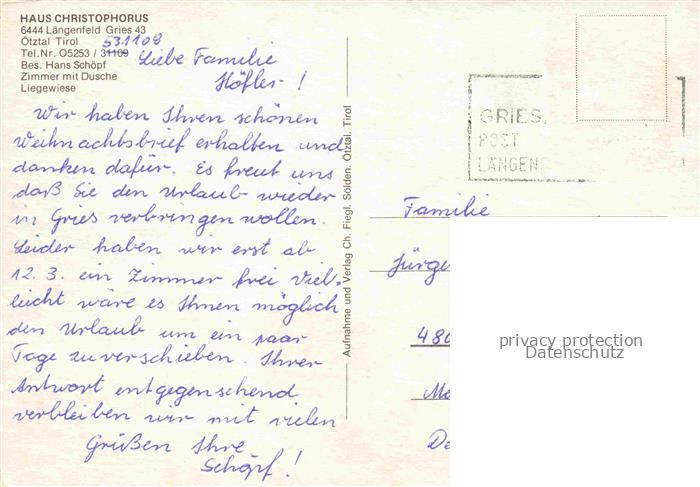 HAUS CHRISTOPHORUS
6444 Längenfeld Gries 43
Ötztal Tirol
531109
Tel.Nr. O5253 / 31109
Bes. Hans Schöpf
Zimmer mit Dusche
Liegewiese
Liebe Familie
Höfler!
Wir haben Ihren schönen
Weihnachtsbrief erhalten und
danken dafür. Es freut uns
daß Sie den Urlaub wieder
in Gries verbringen wollen.
Leider haben wir erst ab
12.3. ein Zimmer frei Viel-
leicht wäre es Ihnen möglich
den Urlaub um ein paar
Tage zu verschieben. Ihrer
Antwort entgegensehend
verbleiben wir mit vielen
Grüßen Ihre
Schöpf!
Aufnahme und Verlag Ch. Fiegl, Sölden, Ötztal, Tirol
GRIES,
POST
LÄNGENF
Familie
Jürge
480
privacy protection
Datenschutz